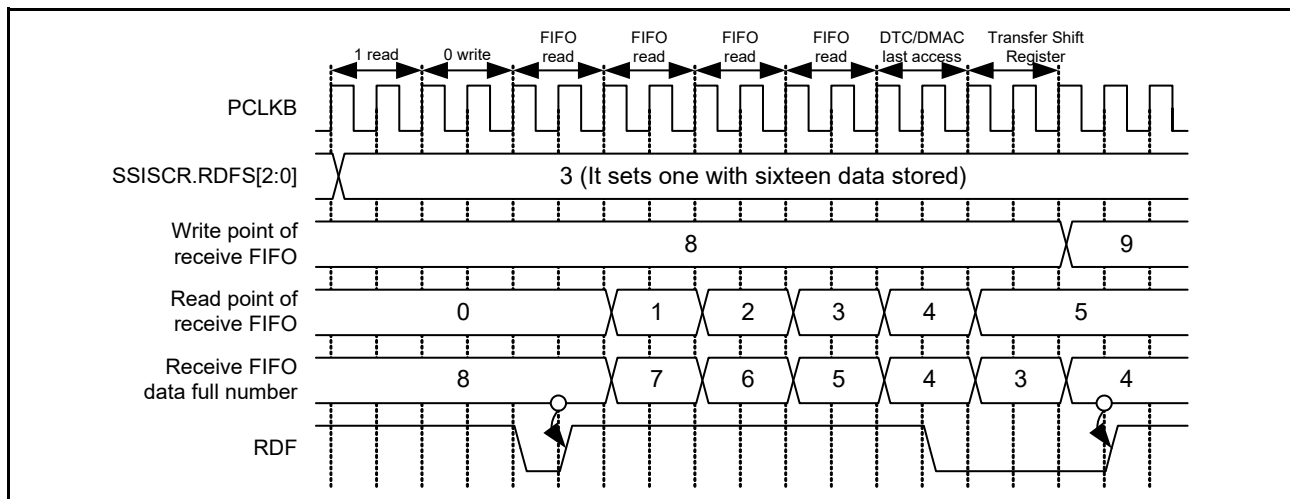 1 read
0 write
FIFO
read
FIFO
read
FIFO
read
FIFO
read
DTC/DMAC
last access
Transfer Shift
Register
PCLKB
SSISCR.RDFS[2:0]
3 (It sets one with sixteen data stored)
Write point of
receive FIFO
8
9
Read point of
receive FIFO
0
1
2
3
4
5
Receive FIFO
data full number
8
7
6
5
4
3
4
RDF